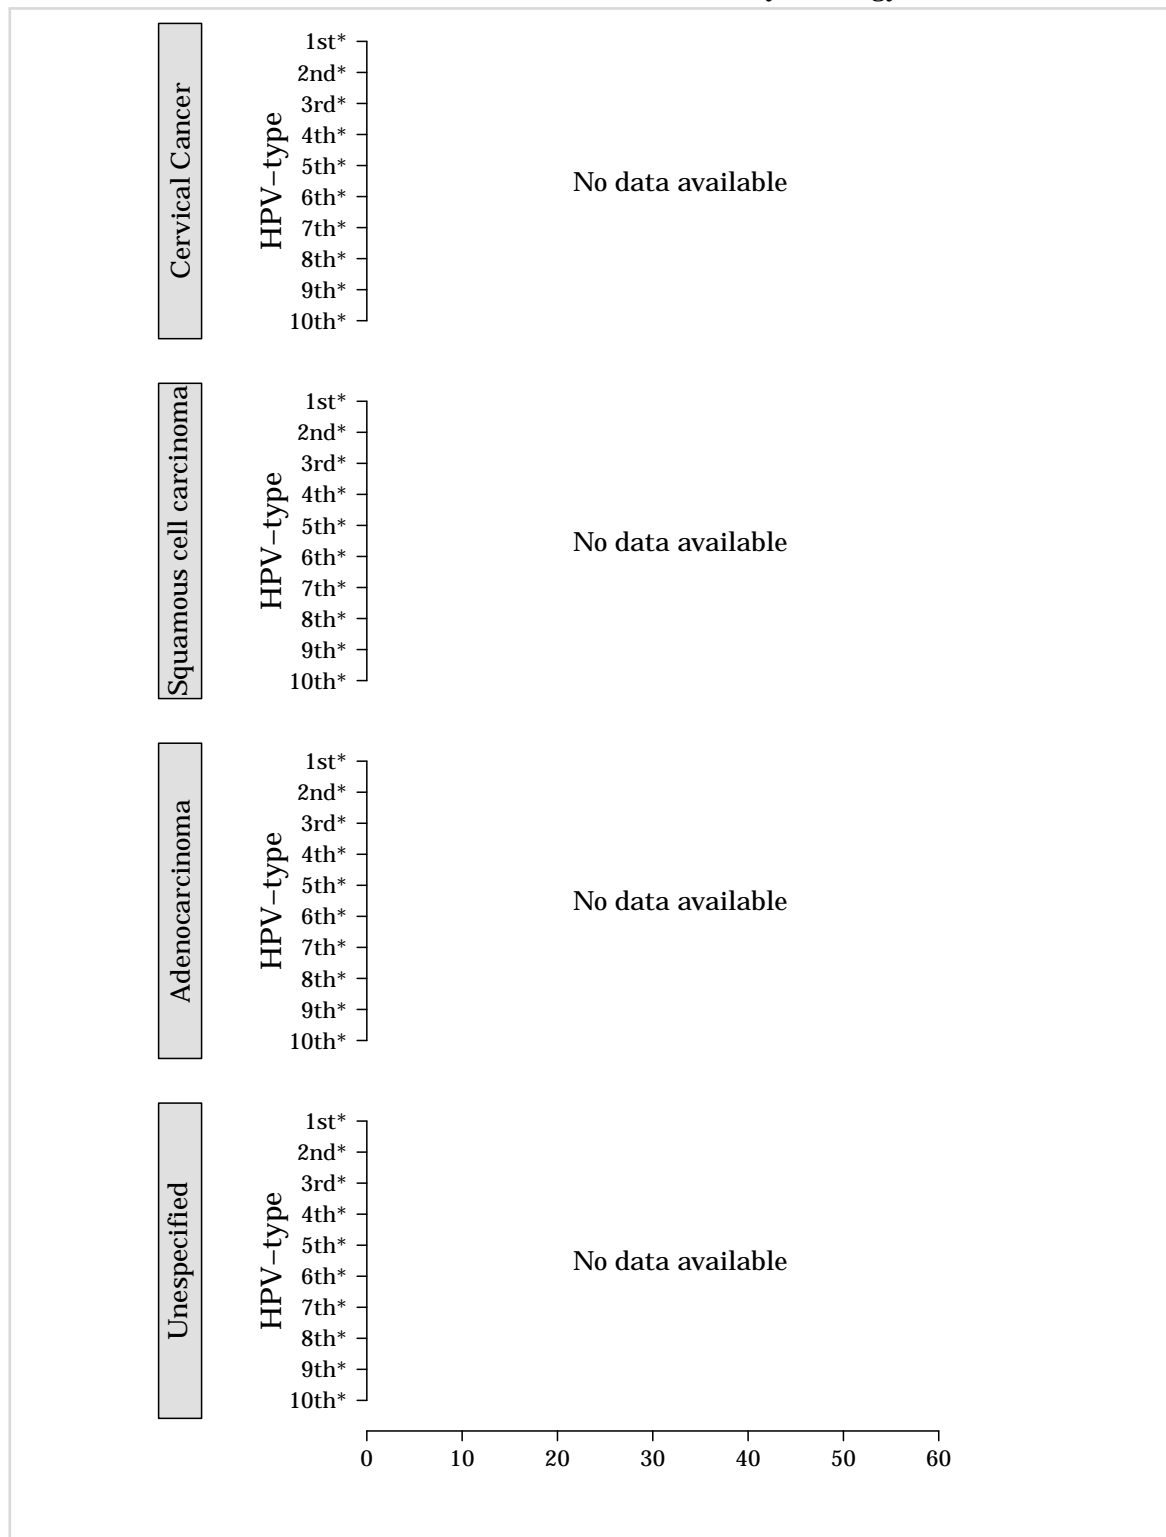 Cervical Cancer
HPV−type
1st*
2nd*
3rd*
4th*
5th*
6th*
7th*
8th*
9th*
10th*
No data available
Squamous cell carcinoma
HPV−type
1st*
2nd*
3rd*
4th*
5th*
6th*
7th*
8th*
9th*
10th*
No data available
Adenocarcinoma
HPV−type
1st*
2nd*
3rd*
4th*
5th*
6th*
7th*
8th*
9th*
10th*
No data available
Unespecified
HPV−type
1st*
2nd*
3rd*
4th*
5th*
6th*
7th*
8th*
9th*
10th*
No data available
0 10 20 30 40 50 60